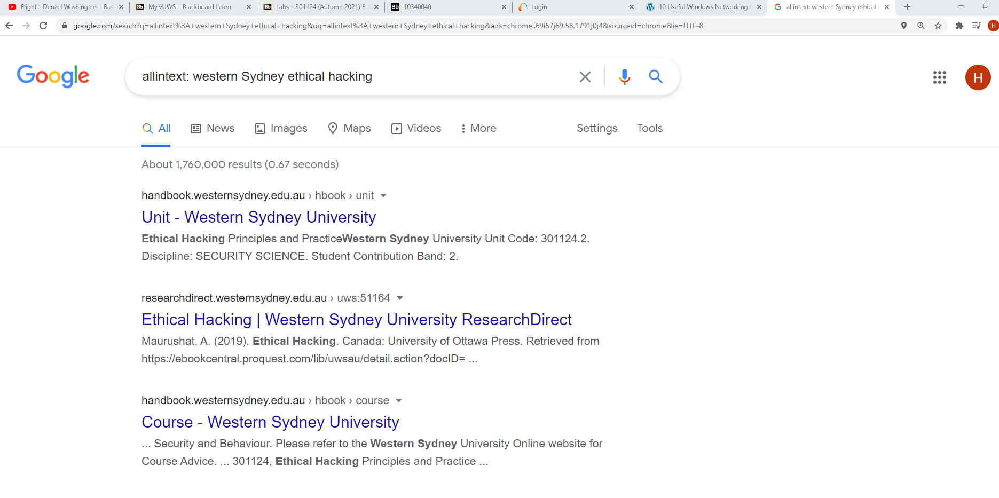 Flight - Denzel Washington - Bas
My vUWS – Blackboard Learn
Bb Labs – 301124 (Autumn 2021) Et
Bb 10340040
Login
10 Useful Windows Networking
allintext: western Sydney ethical
google.com/search?q=allintext%3A+western+Sydney+ethical+hacking&oq=allintext%3A+western+Sydney+ethical+hacking&aqs=chrome..69i57j69i58.1791j0j4&sourceid=chrome&ie=UTF-8
H
Google
allintext: western Sydney ethical hacking
H
All News Images Maps Videos More Settings Tools
About 1,760,000 results (0.67 seconds)
handbook.westernsydney.edu.au › hbook › unit
Unit - Western Sydney University
Ethical Hacking Principles and PracticeWestern Sydney University Unit Code: 301124.2.
Discipline: SECURITY SCIENCE. Student Contribution Band: 2.
researchdirect.westernsydney.edu.au › uws:51164
Ethical Hacking | Western Sydney University ResearchDirect
Maurushat, A. (2019). Ethical Hacking. Canada: University of Ottawa Press. Retrieved from
https://ebookcentral.proquest.com/lib/uwsau/detail.action?docID= ...
handbook.westernsydney.edu.au › hbook › course
Course - Western Sydney University
... Security and Behaviour. Please refer to the Western Sydney University Online website for
Course Advice. ... 301124, Ethical Hacking Principles and Practice ...